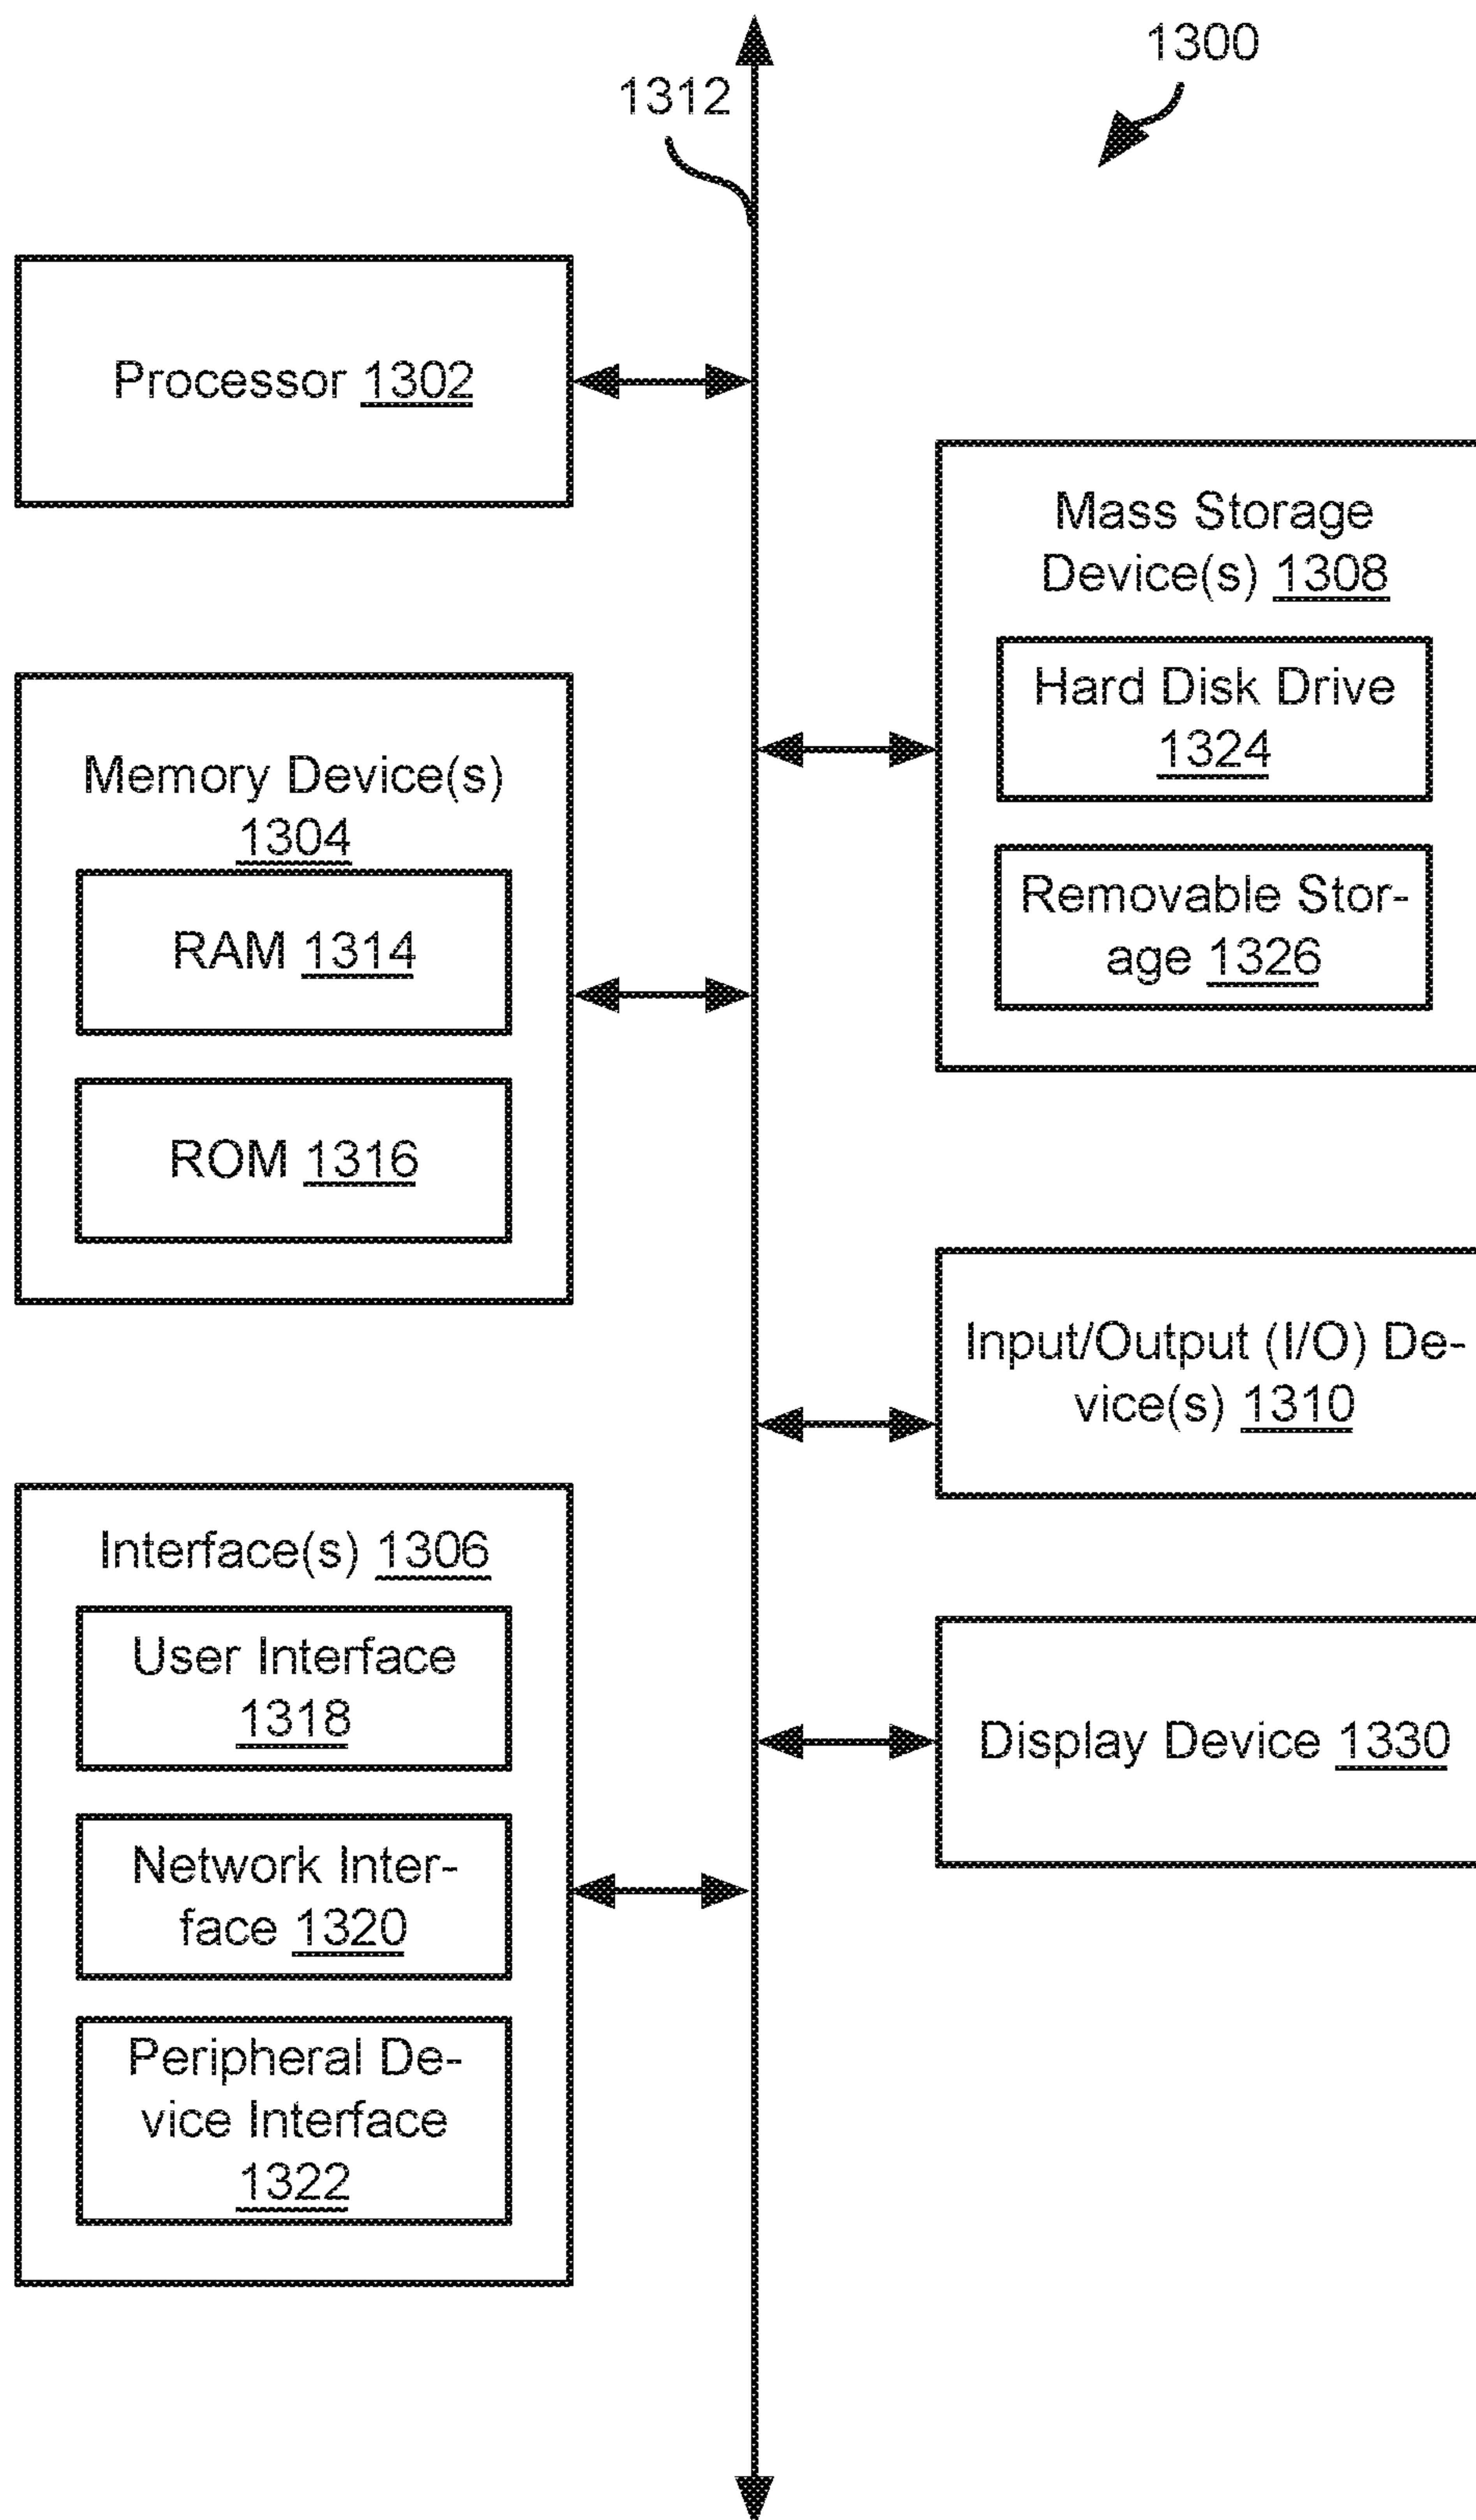 1300
1312
Processor 1302
Mass Storage
Device(s) 1308
Hard Disk Drive
1324
Removable Stor-
age 1326
Memory Device(s)
1304
RAM 1314
ROM 1316
Input/Output (I/O) De-
vice(s) 1310
Interface(s) 1306
User Interface
1318
Network Inter-
face 1320
Peripheral De-
vice Interface
1322
Display Device 1330